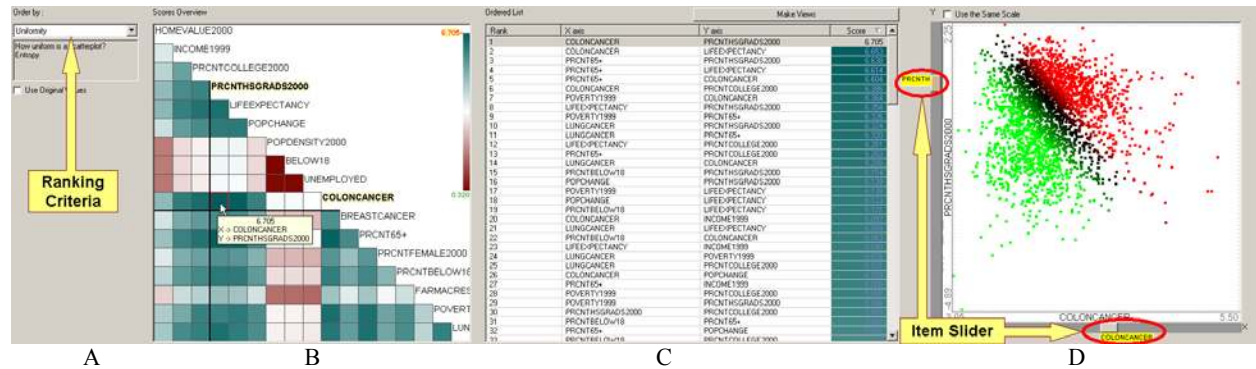 Order by :
Uniformity
How uniform is a scatterplot?
Entropy
Use Original Values
Ranking
Criteria
Scores Overview
HOMEVALUE2000
INCOME1999
PRCNTCOLLEGE2000
PRCNTHSGRADS2000
LIFEEXPECTANCY
POPCHANGE
POPDENSITY2000
BELOW18
UNEMPLOYED
COLONCANCER
BREASTCANCER
PRCNT65+
PRCNTFEMALE2000
PRCNTBELOW18
FARMACRES
POVERT
LUN
6.705
0.320
6.705
X -> COLONCANCER
Y -> PRCNTHSGRADS2000
Ordered List
Make Views
Rank X axis Y axis Score
1 COLONCANCER PRCNTHSGRADS2000 6.705
2 COLONCANCER LIFEEXPECTANCY
3 PRCNT65+ PRCNTHSGRADS2000
4 PRCNT65+ LIFEEXPECTANCY
5 PRCNT65+ COLONCANCER
6 COLONCANCER PRCNTCOLLEGE2000
7 POVERTY1999 COLONCANCER
8 LIFEEXPECTANCY PRCNTHSGRADS2000
9 POVERTY1999 PRCNT65+
10 LUNGCANCER PRCNTHSGRADS2000
11 LUNGCANCER PRCNT65+
12 LIFEEXPECTANCY PRCNTCOLLEGE2000
13 PRCNT65+ PRCNTCOLLEGE2000
14 LUNGCANCER COLONCANCER
15 PRCNTBELOW18 PRCNTHSGRADS2000
16 POPCHANGE PRCNTHSGRADS2000
17 POVERTY1999 LIFEEXPECTANCY
18 POPCHANGE LIFEEXPECTANCY
19 PRCNTBELOW18 LIFEEXPECTANCY
20 COLONCANCER INCOME1999
21 LUNGCANCER LIFEEXPECTANCY
22 PRCNTBELOW18 COLONCANCER
23 LIFEEXPECTANCY INCOME1999
24 LUNGCANCER POVERTY1999
25 LUNGCANCER PRCNTCOLLEGE2000
26 COLONCANCER POPCHANGE
27 PRCNT65+ INCOME1999
28 POVERTY1999 PRCNTCOLLEGE2000
29 POVERTY1999 PRCNTHSGRADS2000
30 PRCNTHSGRADS2000 PRCNTCOLLEGE2000
31 PRCNTBELOW18 PRCNT65+
32 PRCNT65+ POPCHANGE
33 PRCNTBELOW18 PRCNTCOLLEGE2000
Y
Use the Same Scale
2.25
PRCNTH
PRCNTHSGRADS2000
-4.89
COLONCANCER
5.50
X
COLONCANCER
Item Slider
A B C D